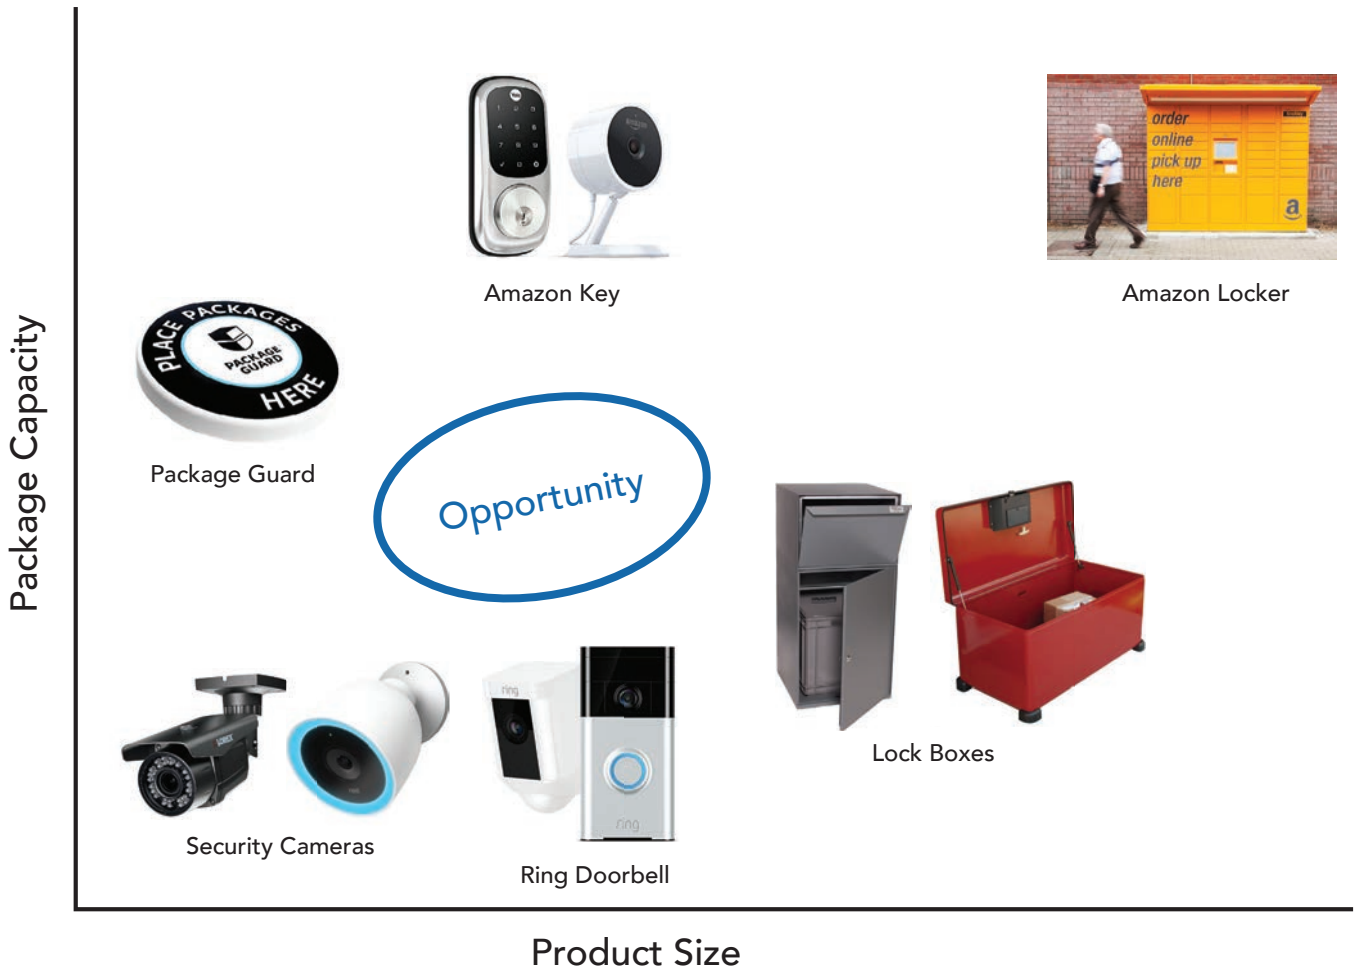 Package Capacity
Amazon Key
order
online
pick up
here
a
Amazon Locker
PLACE PACKAGES
HERE
PACKAGE
GUARD
Package Guard
Opportunity
Lock Boxes
Security Cameras
ring
ring
Ring Doorbell
Product Size